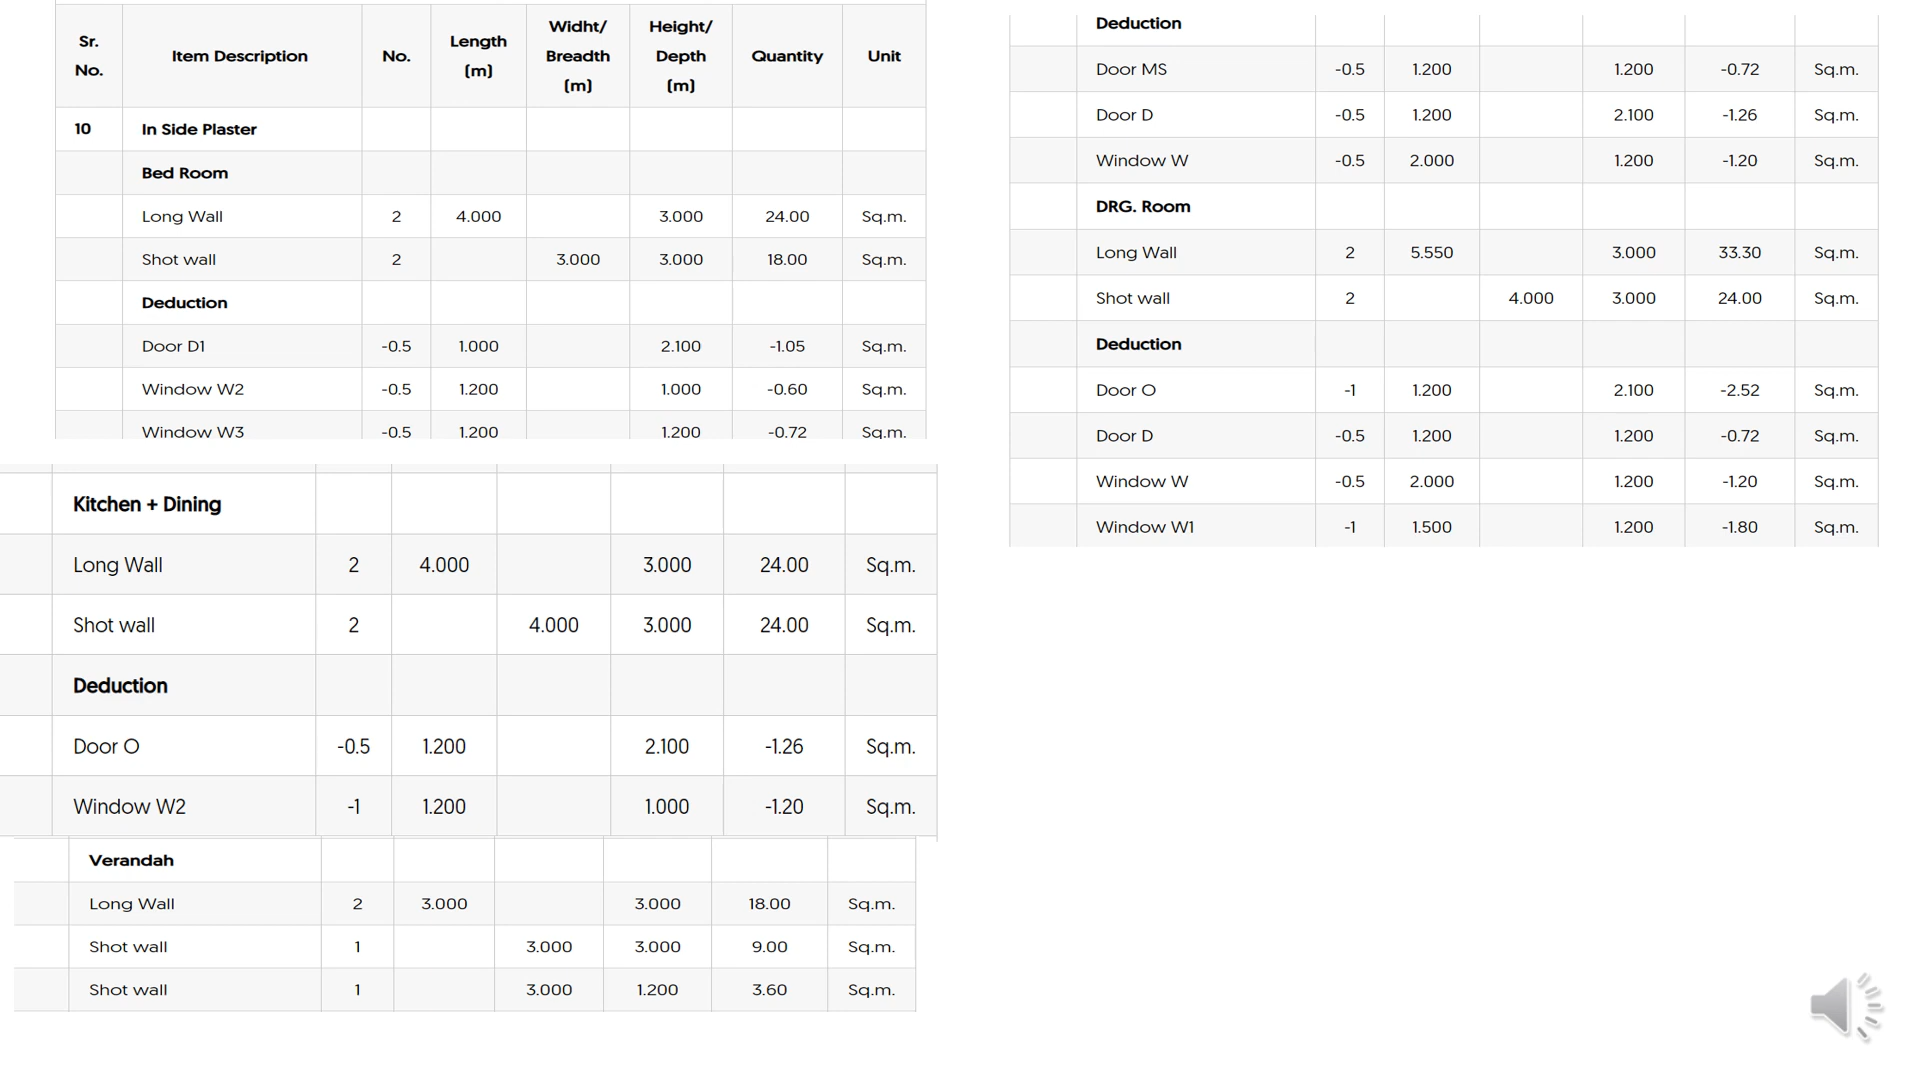 Sr. No. Item Description No. Length (m) Widht/ Breadth (m) Height/ Depth (m) Quantity Unit
10 In Side Plaster
Bed Room
Long Wall 2 4.000 3.000 24.00 Sq.m.
Shot wall 2 3.000 3.000 18.00 Sq.m.
Deduction
Door D1 -0.5 1.000 2.100 -1.05 Sq.m.
Window W2 -0.5 1.200 1.000 -0.60 Sq.m.
Window W3 -0.5 1.200 1.200 -0.72 Sq.m.
Kitchen + Dining
Long Wall 2 4.000 3.000 24.00 Sq.m.
Shot wall 2 4.000 3.000 24.00 Sq.m.
Deduction
Door O -0.5 1.200 2.100 -1.26 Sq.m.
Window W2 -1 1.200 1.000 -1.20 Sq.m.
Verandah
Long Wall 2 3.000 3.000 18.00 Sq.m.
Shot wall 1 3.000 3.000 9.00 Sq.m.
Shot wall 1 3.000 1.200 3.60 Sq.m.
Deduction
Door MS -0.5 1.200 1.200 -0.72 Sq.m.
Door D -0.5 1.200 2.100 -1.26 Sq.m.
Window W -0.5 2.000 1.200 -1.20 Sq.m.
DRG. Room
Long Wall 2 5.550 3.000 33.30 Sq.m.
Shot wall 2 4.000 3.000 24.00 Sq.m.
Deduction
Door O -1 1.200 2.100 -2.52 Sq.m.
Door D -0.5 1.200 1.200 -0.72 Sq.m.
Window W -0.5 2.000 1.200 -1.20 Sq.m.
Window W1 -1 1.500 1.200 -1.80 Sq.m.